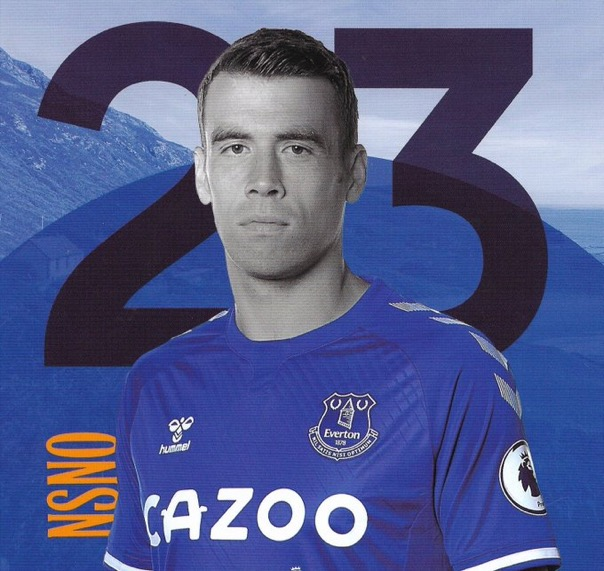 23
NSNO
hummel
Everton
1878
NIL SATIS NISI OPTIMUM
CAZOO